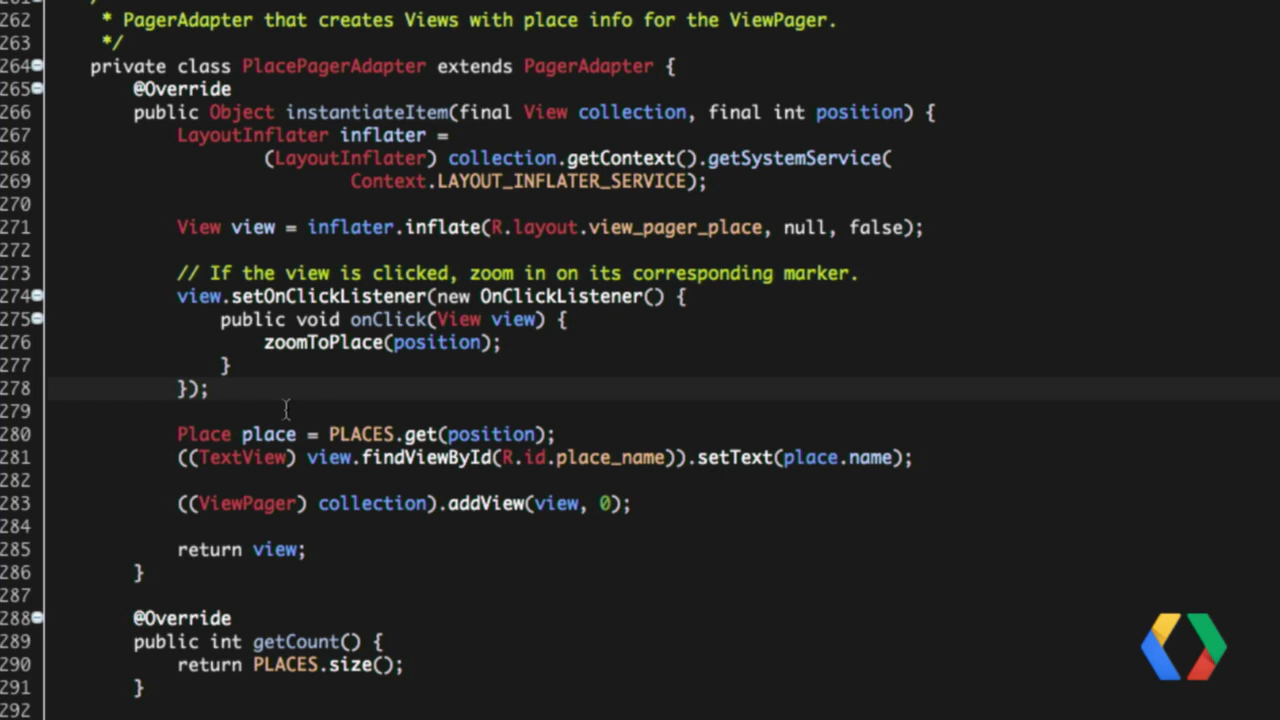 262 * PagerAdapter that creates Views with place info for the ViewPager.
263 */
264 private class PlacePagerAdapter extends PagerAdapter {
265 @Override
266 public Object instantiateItem(final View collection, final int position) {
267 LayoutInflater inflater =
268 (LayoutInflater) collection.getContext().getSystemService(
269 Context.LAYOUT_INFLATER_SERVICE);
270
271 View view = inflater.inflate(R.layout.view_pager_place, null, false);
272
273 // If the view is clicked, zoom in on its corresponding marker.
274 view.setOnClickListener(new OnClickListener() {
275 public void onClick(View view) {
276 zoomToPlace(position);
277 }
278 });
279
280 Place place = PLACES.get(position);
281 ((TextView) view.findViewById(R.id.place_name)).setText(place.name);
282
283 ((ViewPager) collection).addView(view, 0);
284
285 return view;
286 }
287
288 @Override
289 public int getCount() {
290 return PLACES.size();
291 }
292